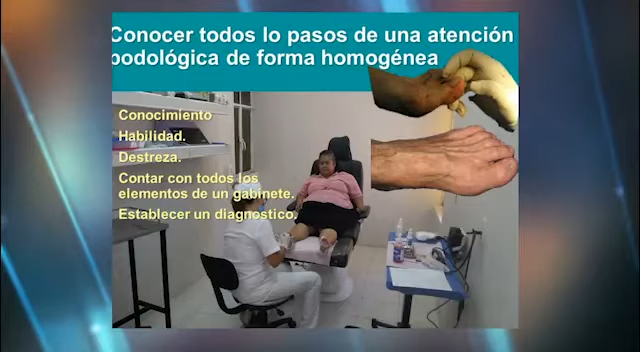 Conocer todos lo pasos de una atención
podológica de forma homogénea
Conocimiento
Habilidad.
Destreza.
Contar con todos los
elementos de un gabinete.
Establecer un diagnostico.